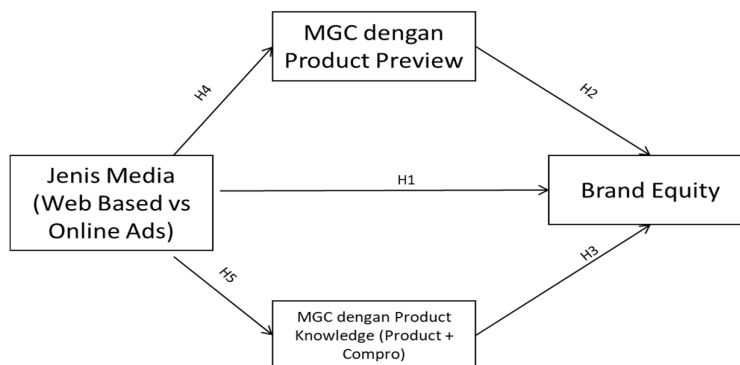 MGC dengan
Product Preview
H4
H2
Jenis Media
(Web Based vs
Online Ads)
H1
Brand Equity
H5
H3
MGC dengan Product
Knowledge (Product +
Compro)